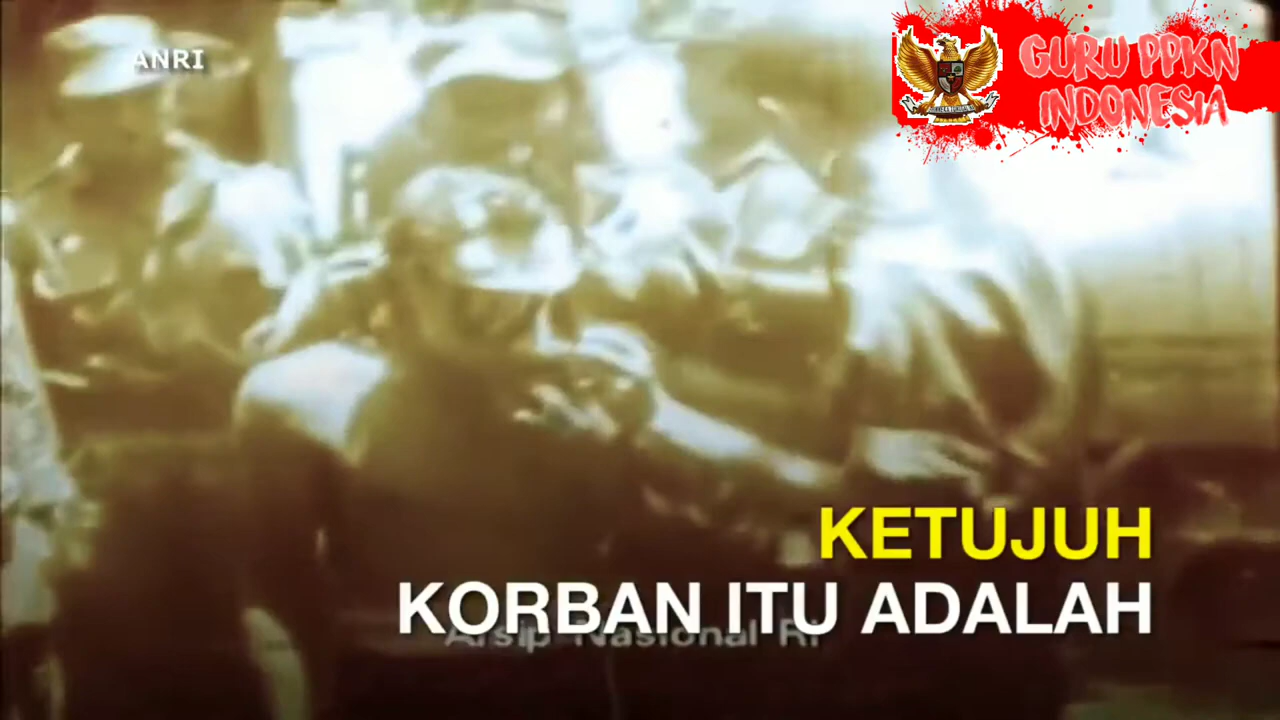 ANRI
GURU PPKN
INDONESIA
KETUJUH
KORBAN ITU ADALAH
Arsip Nasional RI